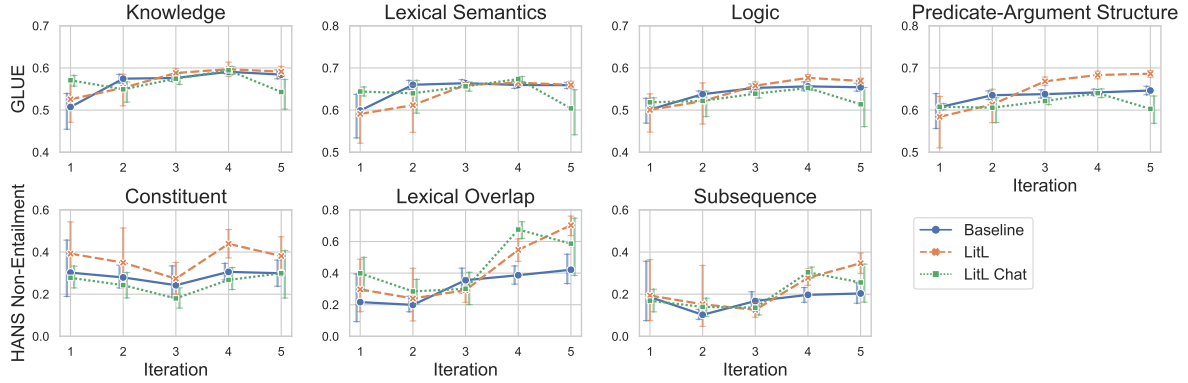 Knowledge
Lexical Semantics
Logic
Predicate-Argument Structure
GLUE
0.7
0.6
0.5
0.4
1 2 3 4 5
0.8
0.7
0.6
0.5
1 2 3 4 5
0.7
0.6
0.5
0.4
1 2 3 4 5
0.8
0.7
0.6
0.5
1 2 3 4 5
Iteration
Constituent
Lexical Overlap
Subsequence
HANS Non-Entailment
0.6
0.4
0.2
0.0
1 2 3 4 5
Iteration
0.8
0.6
0.4
0.2
0.0
1 2 3 4 5
Iteration
0.6
0.4
0.2
0.0
1 2 3 4 5
Iteration
Baseline
LitL
LitL Chat